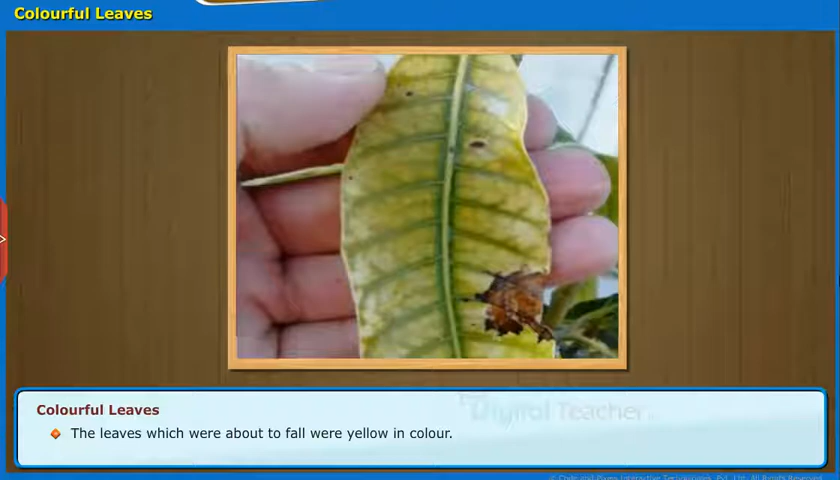 Colourful Leaves
Colourful Leaves
The leaves which were about to fall were yellow in colour.
Digital Teacher